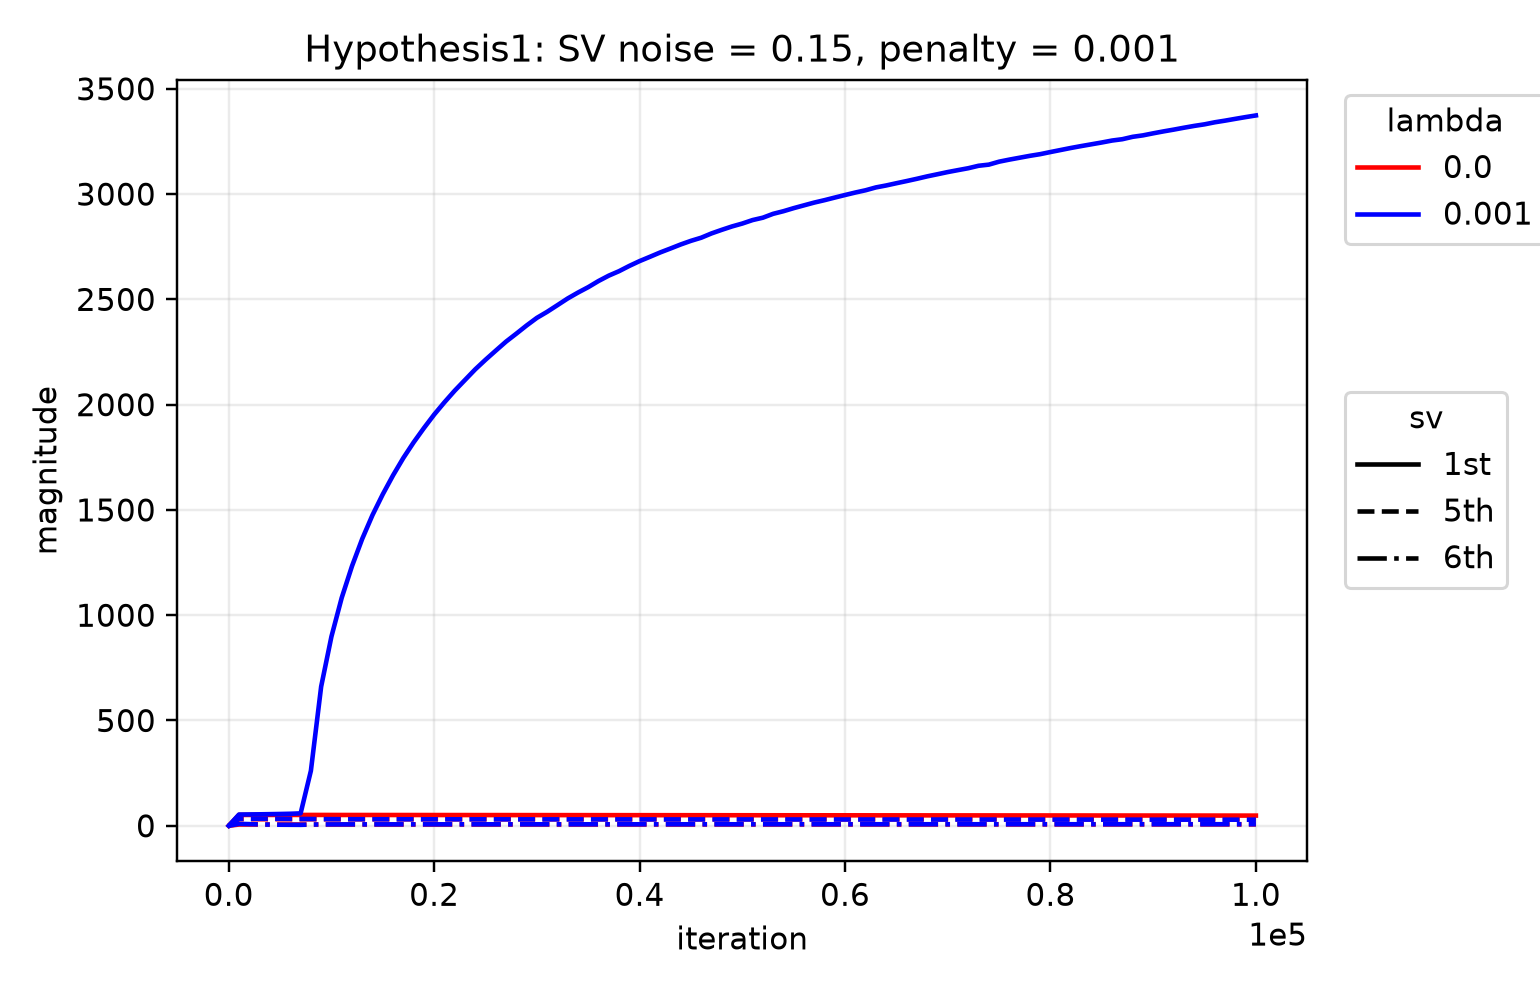 Hypothesis1: SV noise = 0.15, penalty = 0.001
3500
3000
2500
2000
1500
1000
500
0
magnitude
0.0
0.2
0.4
0.6
0.8
1.0
1e5
iteration
lambda
0.0
0.001
sv
1st
5th
6th